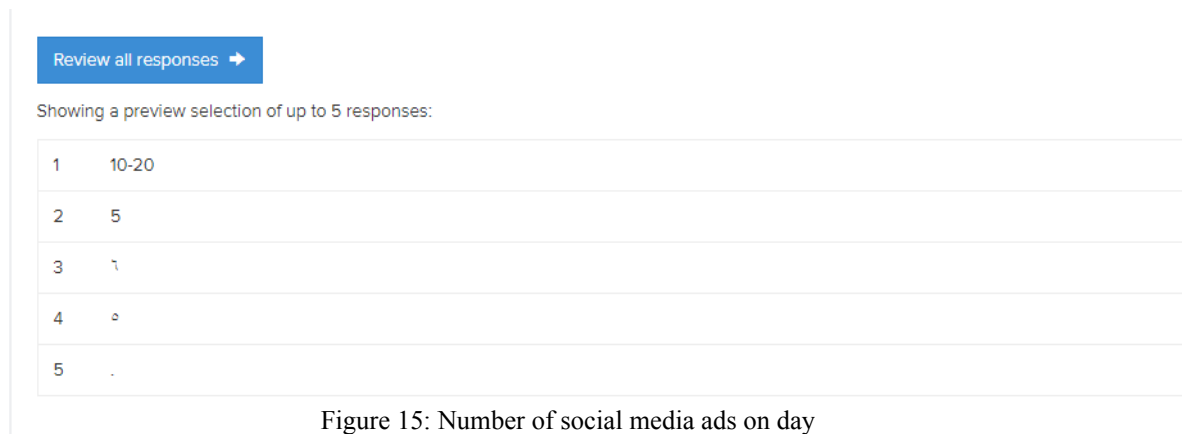 Review all responses →
Showing a preview selection of up to 5 responses:
1 10-20
2 5
3 ٦
4 ٥
5 .
Figure 15: Number of social media ads on day